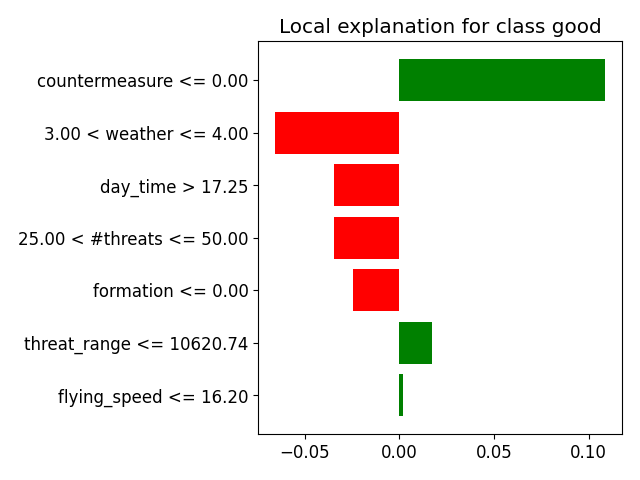 Local explanation for class good
countermeasure <= 0.00
3.00 < weather <= 4.00
day_time > 17.25
25.00 < #threats <= 50.00
formation <= 0.00
threat_range <= 10620.74
flying_speed <= 16.20
−0.05 0.00 0.05 0.10